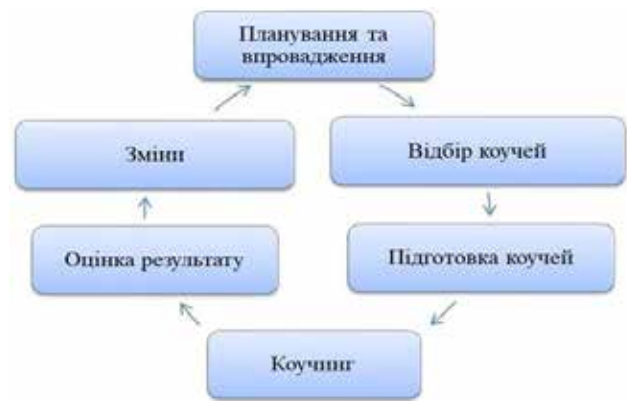 Планування та
впровадження
Відбір коучей
Підготовка коучей
Коучинг
Оцінка результату
Зміни